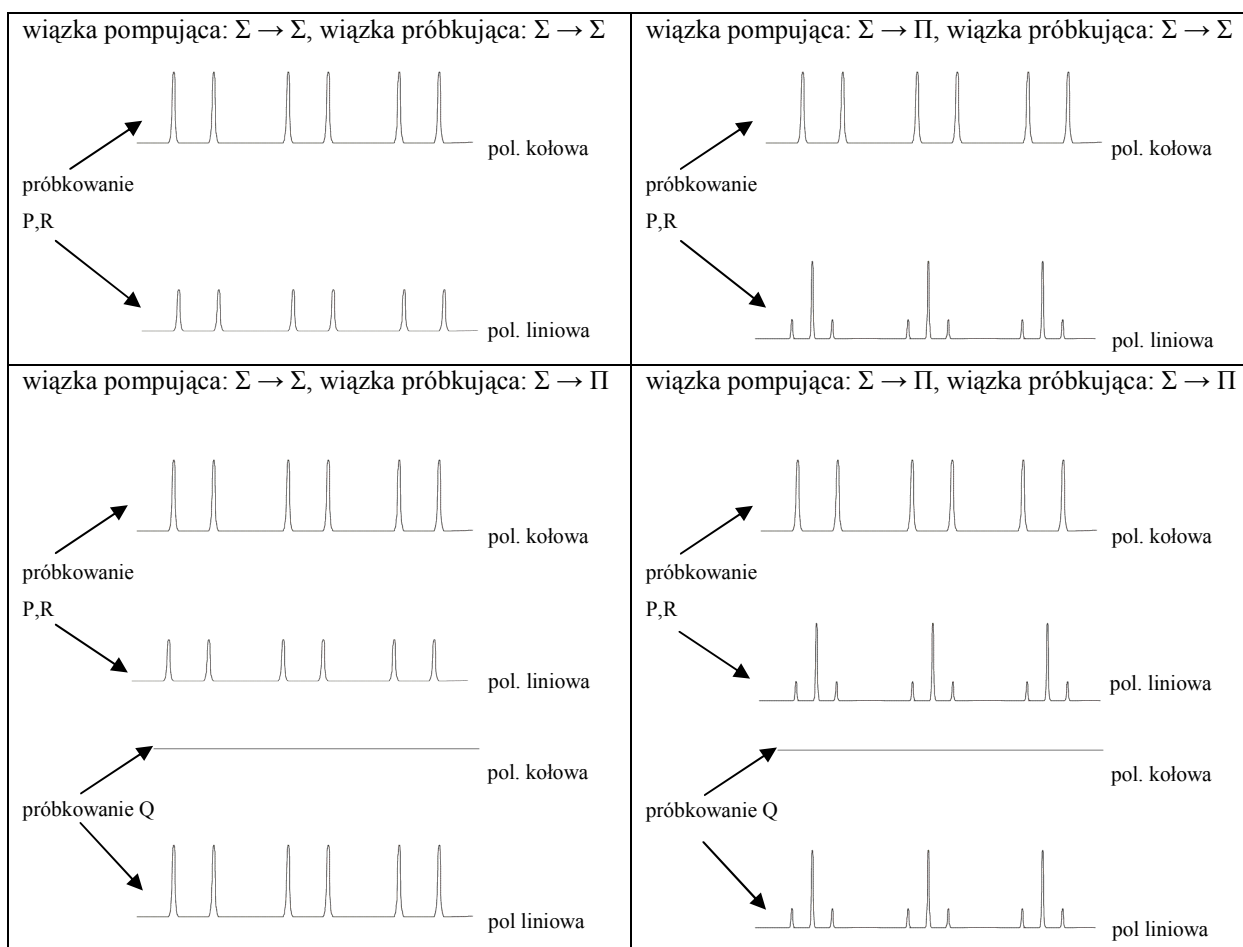 wiązka pompująca: Σ → Σ, wiązka próbkująca: Σ → Σ
pol. kołowa
próbkowanie
P,R
pol. liniowa
wiązka pompująca: Σ → Π, wiązka próbkująca: Σ → Σ
pol. kołowa
próbkowanie
P,R
pol. liniowa
wiązka pompująca: Σ → Σ, wiązka próbkująca: Σ → Π
pol. kołowa
próbkowanie
P,R
pol. liniowa
pol. kołowa
próbkowanie Q
pol liniowa
wiązka pompująca: Σ → Π, wiązka próbkująca: Σ → Π
pol. kołowa
próbkowanie
P,R
pol. liniowa
pol. kołowa
próbkowanie Q
pol liniowa